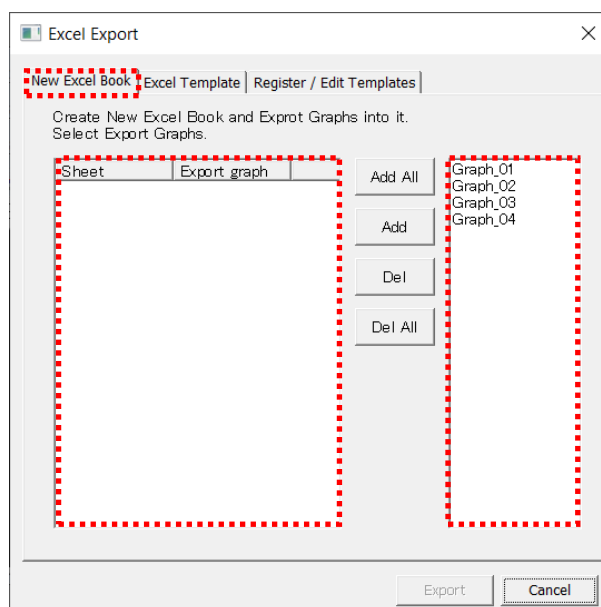 Excel Export
New Excel Book Excel Template Register / Edit Templates
Create New Excel Book and Exprot Graphs into it.
Select Export Graphs.
Sheet Export graph
Add All
Add
Del
Del All
Graph_01
Graph_02
Graph_03
Graph_04
Export Cancel